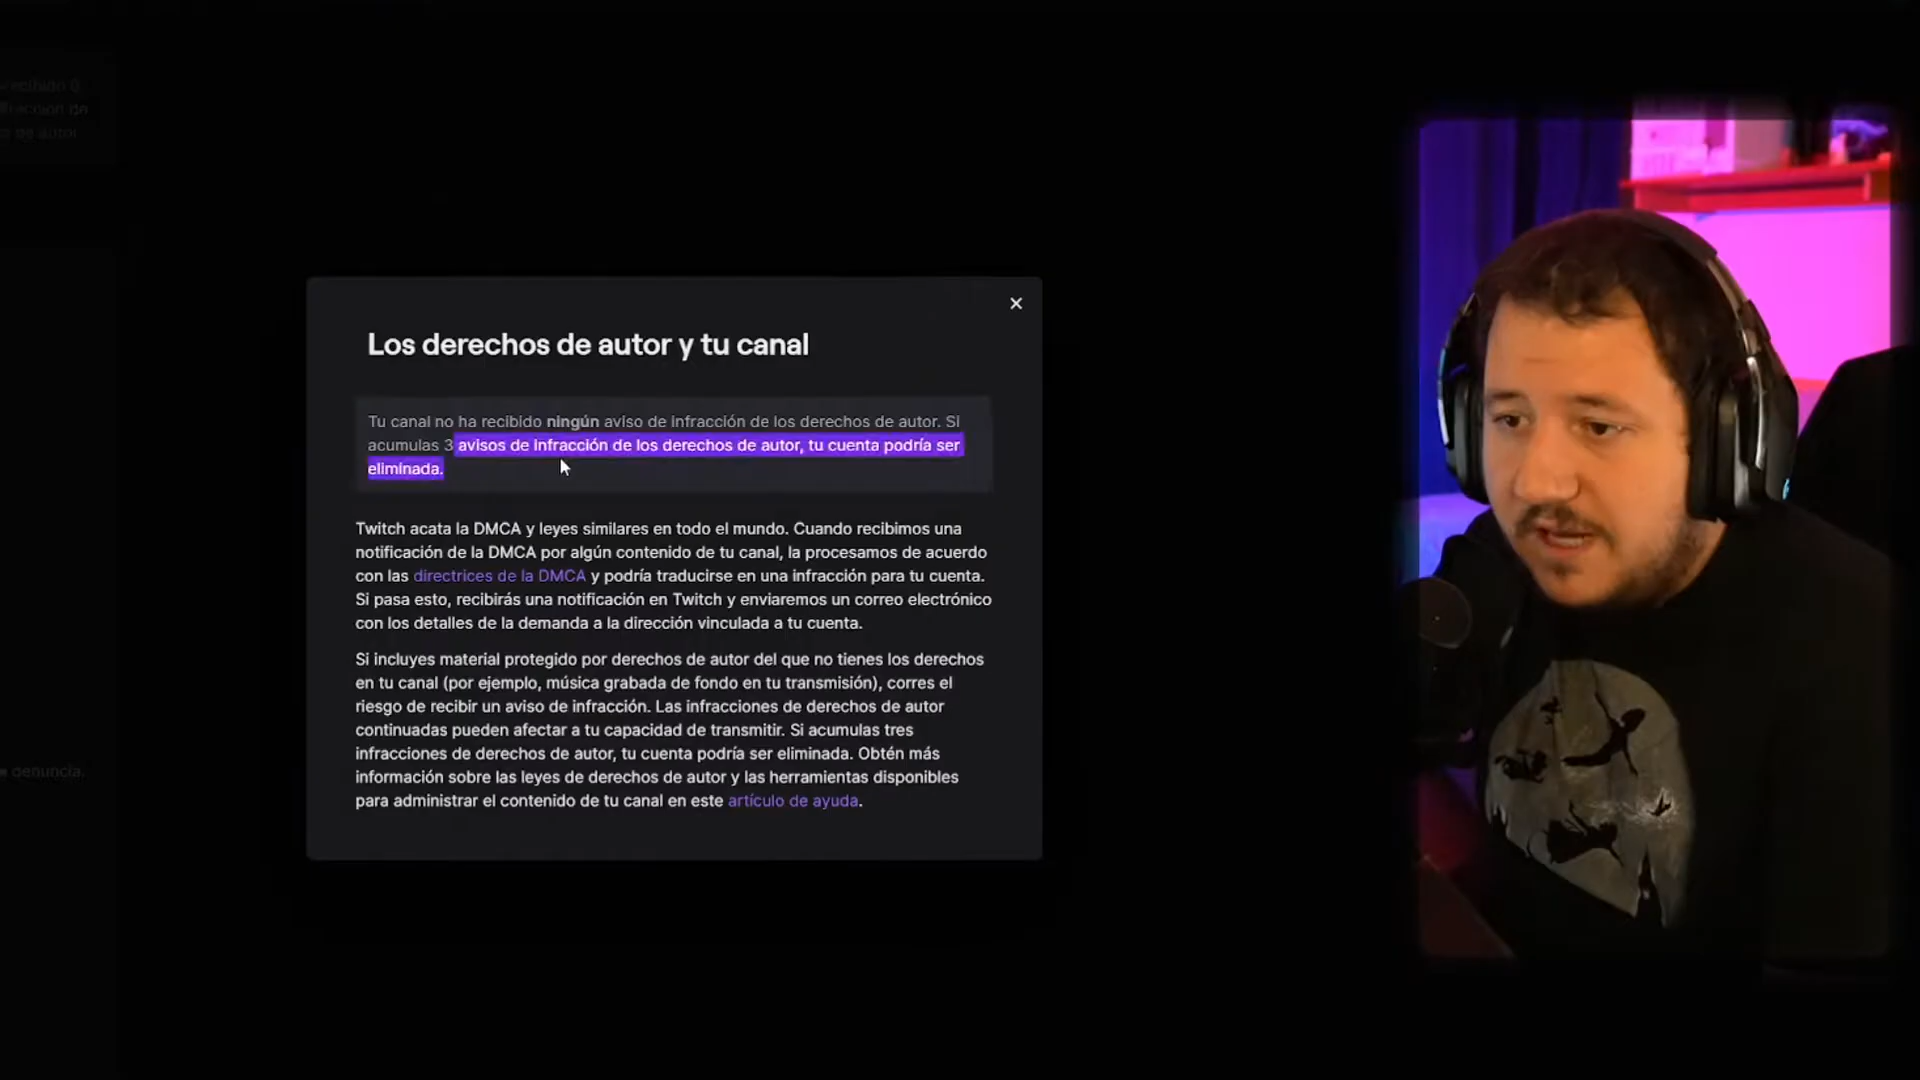 recibido 0
infracción de
de autor
Los derechos de autor y tu canal
Tu canal no ha recibido ningún aviso de infracción de los derechos de autor. Si
acumulas 3 avisos de infracción de los derechos de autor, tu cuenta podría ser
eliminada.
Twitch acata la DMCA y leyes similares en todo el mundo. Cuando recibimos una
notificación de la DMCA por algún contenido de tu canal, la procesamos de acuerdo
con las directrices de la DMCA y podría traducirse en una infracción para tu cuenta.
Si pasa esto, recibirás una notificación en Twitch y enviaremos un correo electrónico
con los detalles de la demanda a la dirección vinculada a tu cuenta.
Si incluyes material protegido por derechos de autor del que no tienes los derechos
en tu canal (por ejemplo, música grabada de fondo en tu transmisión), corres el
riesgo de recibir un aviso de infracción. Las infracciones de derechos de autor
continuadas pueden afectar a tu capacidad de transmitir. Si acumulas tres
infracciones de derechos de autor, tu cuenta podría ser eliminada. Obtén más
información sobre las leyes de derechos de autor y las herramientas disponibles
para administrar el contenido de tu canal en este artículo de ayuda.
denuncia.